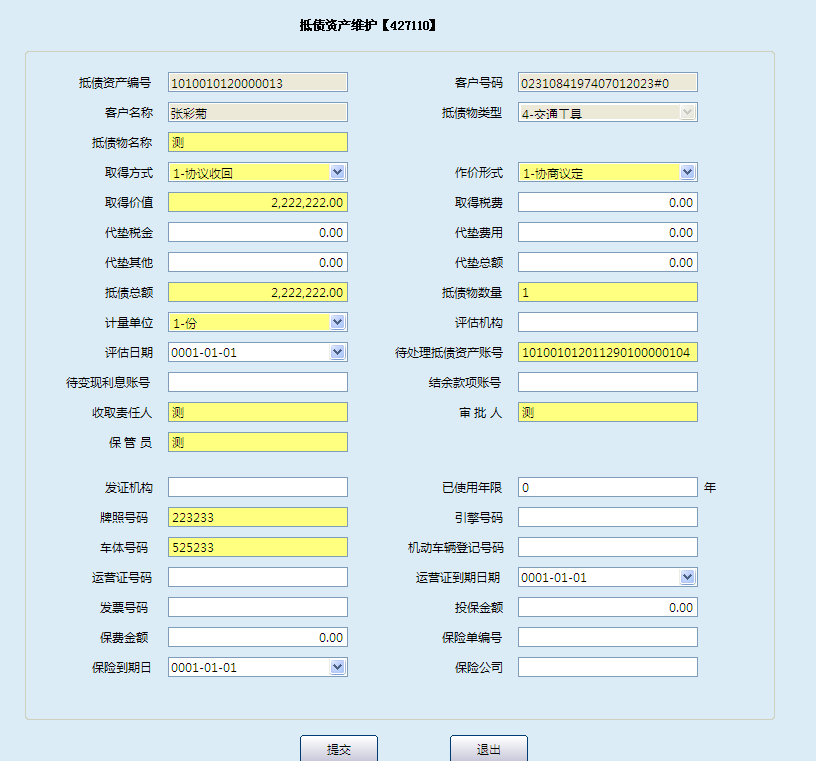 抵债资产维护【427110】
抵债资产编号 1010010120000013 客户号码 0231084197407012023#0
客户名称 张彩菊 抵债物类型 4-交通工具
抵债物名称 测
取得方式 1-协议收回 作价形式 1-协商议定
取得价值 2,222,222.00 取得税费 0.00
代垫税金 0.00 代垫费用 0.00
代垫其他 0.00 代垫总额 0.00
抵债总额 2,222,222.00 抵债物数量 1
计量单位 1-份 评估机构
评估日期 0001-01-01 待处理抵债资产账号 101001012011290100000104
待变现利息账号 结余款项账号
收取责任人 测 审 批 人 测
保 管 员 测
发证机构 已使用年限 0 年
牌照号码 223233 引擎号码
车体号码 525233 机动车辆登记号码
运营证号码 运营证到期日期 0001-01-01
发票号码 投保金额 0.00
保费金额 0.00 保险单编号
保险到期日 0001-01-01 保险公司
提交 退出